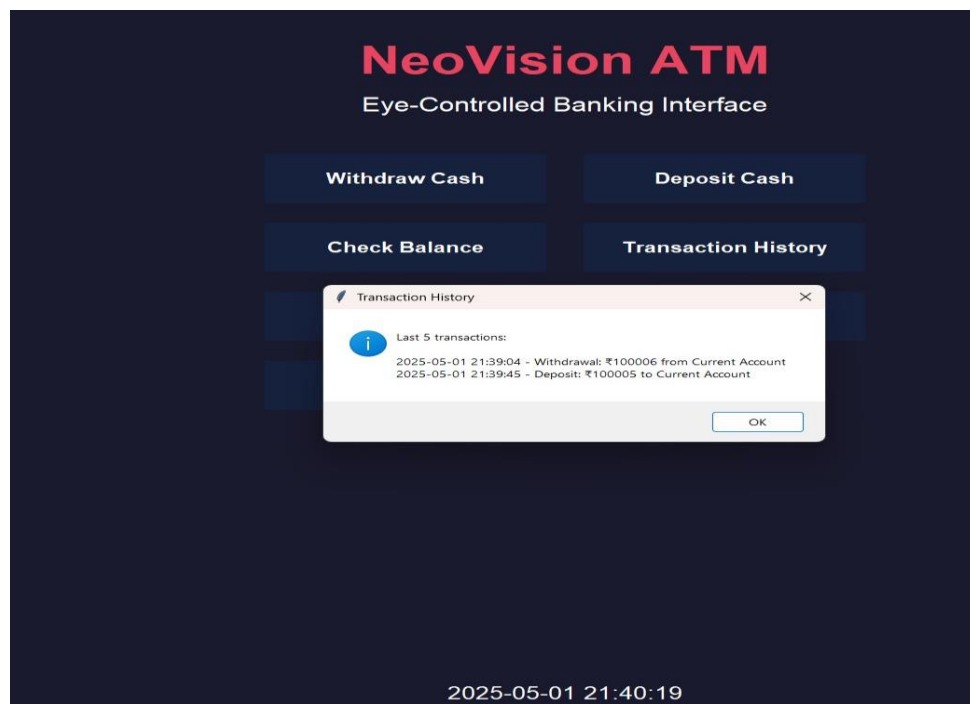 NeoVision ATM
Eye-Controlled Banking Interface
Withdraw Cash
Deposit Cash
Check Balance
Transaction History
Transaction History
Last 5 transactions:
2025-05-01 21:39:04 - Withdrawal: ₹100006 from Current Account
2025-05-01 21:39:45 - Deposit: ₹100005 to Current Account
OK
2025-05-01 21:40:19